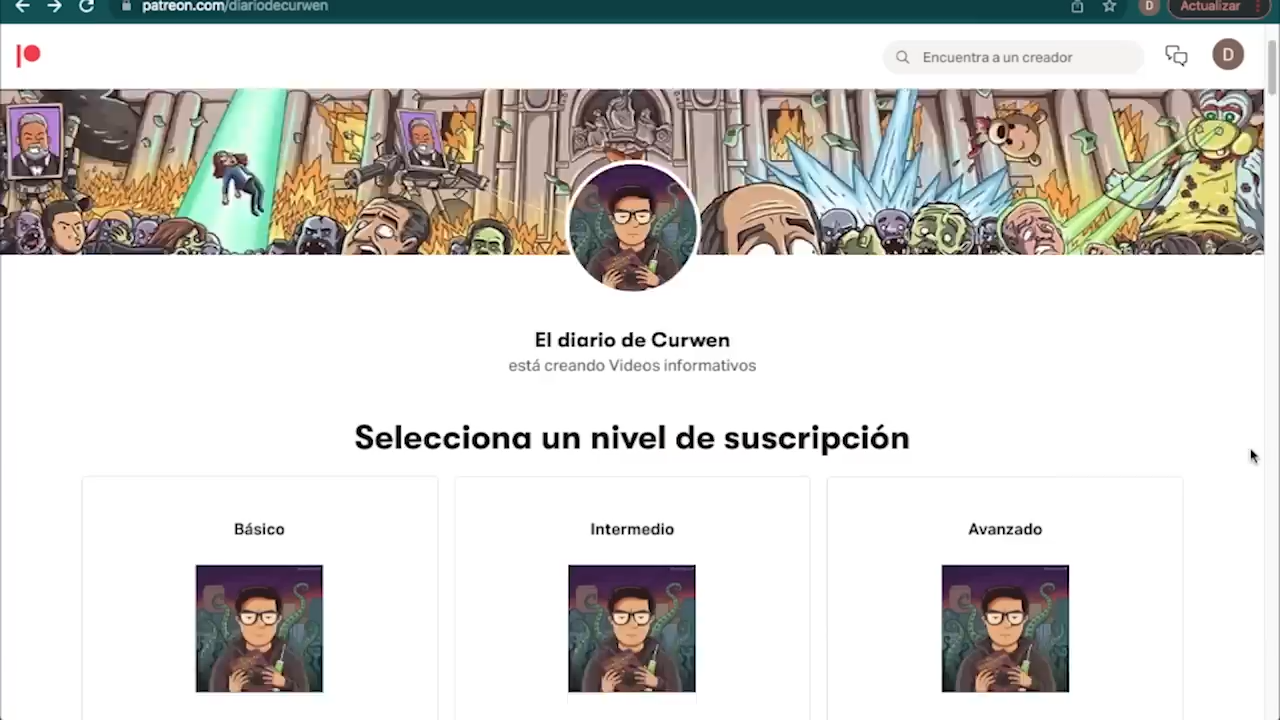 patreon.com/diariodecurwen
D
Actualizar
Encuentra a un creador
D
El diario de Curwen
está creando Videos informativos
Selecciona un nivel de suscripción
Básico
Intermedio
Avanzado